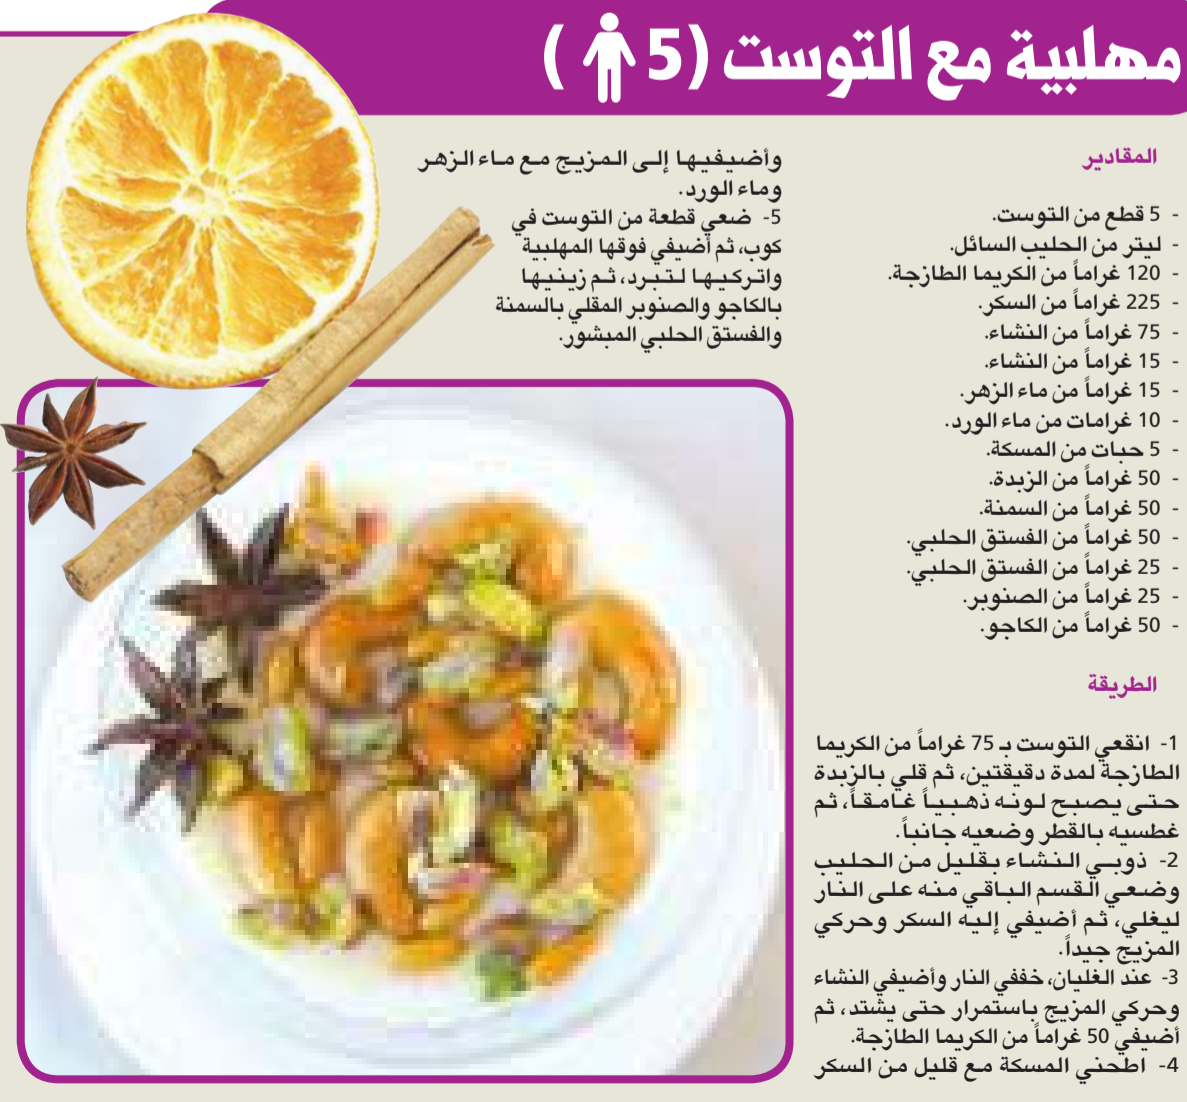 مهلبية مع التوست (5 )
المقادير
- 5 قطع من التوست.
- ليتر من الحليب السائل.
- 120 غراماً من الكريما الطازجة.
- 225 غراماً من السكر.
- 75 غراماً من النشاء.
- 15 غراماً من النشاء.
- 15 غراماً من ماء الزهر.
- 10 غرامات من ماء الورد.
- 5 حبات من المسكة.
- 50 غراماً من الزبدة.
- 50 غراماً من السمنة.
- 50 غراماً من الفستق الحلبي.
- 25 غراماً من الفستق الحلبي.
- 25 غراماً من الصنوبر.
- 50 غراماً من الكاجو.
الطريقة
1- انقعي التوست بـ 75 غراماً من الكريما
الطازجة لمدة دقيقتين، ثم قلي بالزبدة
حتى يصبح لونه ذهبياً غامقاً، ثم
غطسيه بالقطر وضعيه جانباً.
2- ذوبي النشاء بقليل من الحليب
وضعي القسم الباقي منه على النار
ليغلي، ثم أضيفي إليه السكر وحركي
المزيج جيداً.
3- عند الغليان، خففي النار وأضيفي النشاء
وحركي المزيج باستمرار حتى يشتد، ثم
أضيفي 50 غراماً من الكريما الطازجة.
4- اطحني المسكة مع قليل من السكر
وأضيفيها إلى المزيج مع ماء الزهر
وماء الورد.
5- ضعي قطعة من التوست في
كوب، ثم أضيفي فوقها المهلبية
واتركيها لتبرد، ثم زينيها
بالكاجو والصنوبر المقلي بالسمنة
والفستق الحلبي المبشور.